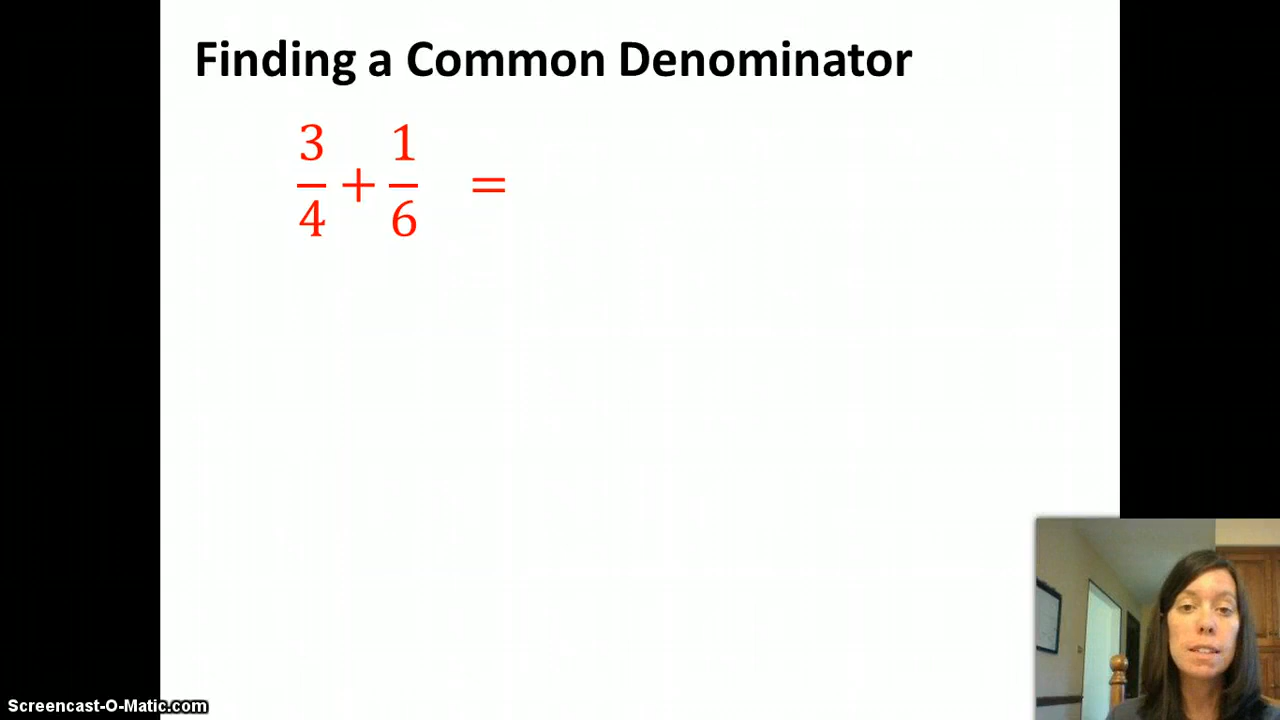 Finding a Common Denominator
3/4 + 1/6 =
Screencast-O-Matic.com